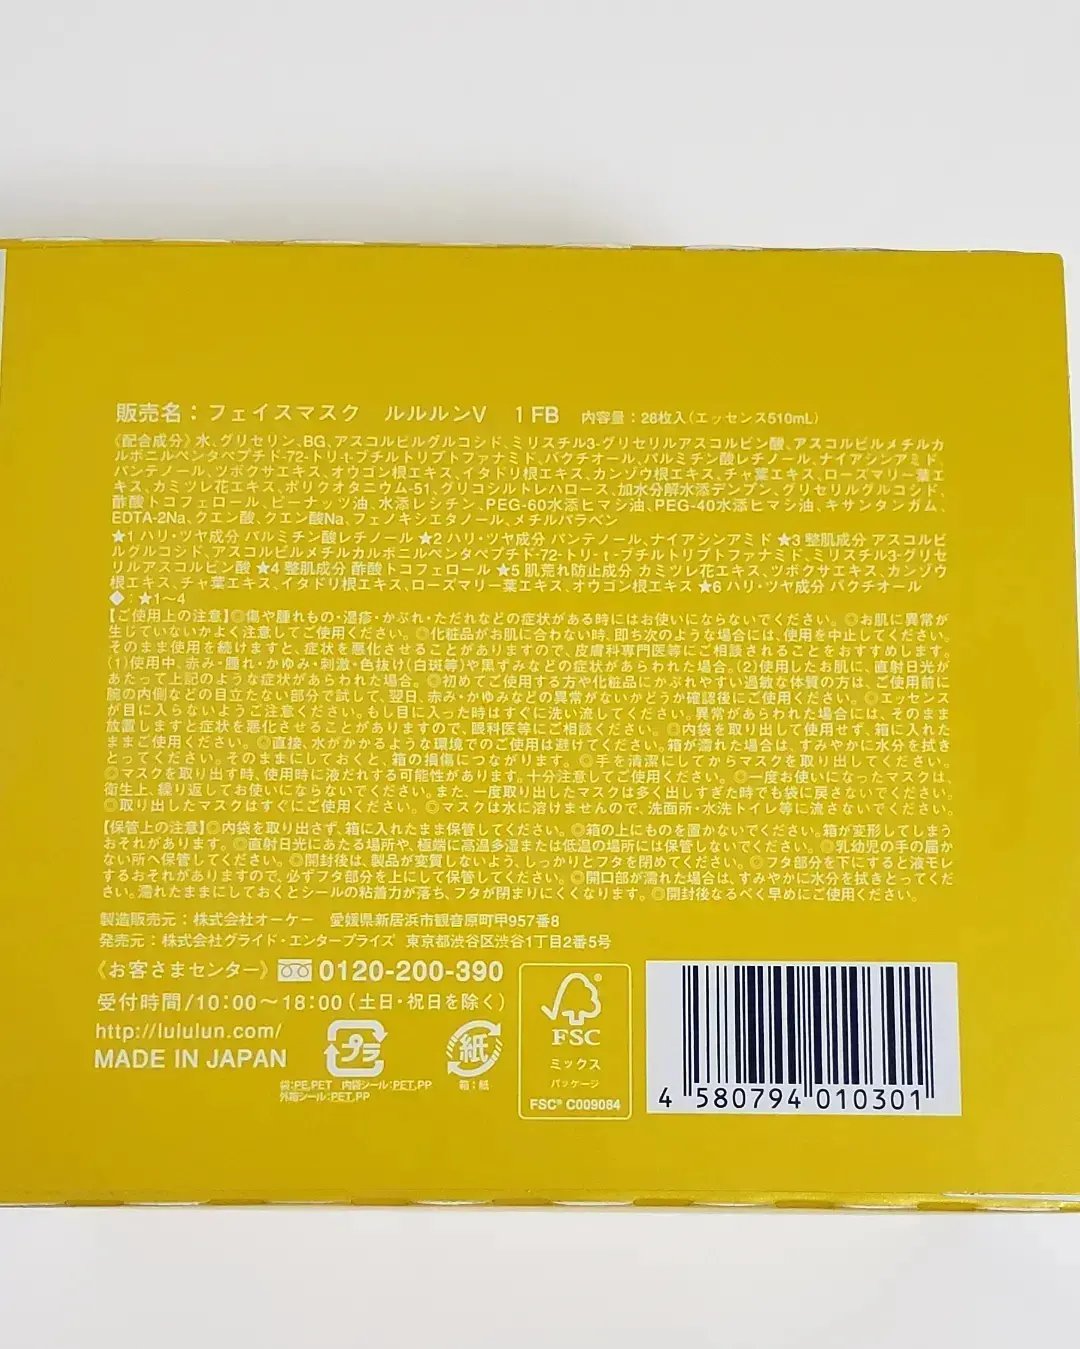 販売名：フェイスマスク　ルルルンV　1 FB　内容量：28枚入（エッセンス510mL）
《配合成分》水、グリセリン、BG、アスコルビルグルコシド、ミリスチル3-グリセリルアスコルビン酸、アスコルビルメチルカ
ルボニルペンタペプチド-72-トリ-t-ブチルトリプトファナミド、バクチオール、パルミチン酸レチノール、ナイアシンアミド、
パンテノール、ツボクサエキス、オウゴン根エキス、イタドリ根エキス、カンゾウ根エキス、チャ葉エキス、ローズマリー葉エ
キス、カミツレ花エキス、ポリクオタニウム-51、グリコシルトレハロース、加水分解水添デンプン、グリセリルグルコシド、
酢酸トコフェロール、ピーナッツ油、水添レシチン、PEG-60水添ヒマシ油、PEG-40水添ヒマシ油、キサンタンガム、
EDTA-2Na、クエン酸、クエン酸Na、フェノキシエタノール、メチルパラベン
★1 ハリ・ツヤ成分 パルミチン酸レチノール ★2 ハリ・ツヤ成分 パンテノール、ナイアシンアミド ★3 整肌成分 アスコルビ
ルグルコシド、アスコルビルメチルカルボニルペンタペプチド-72-トリ-t-ブチルトリプトファナミド、ミリスチル3-グリセ
リルアスコルビン酸 ★4 整肌成分 酢酸トコフェロール ★5 肌荒れ防止成分 カミツレ花エキス、ツボクサエキス、カンゾウ
根エキス、チャ葉エキス、イタドリ根エキス、ローズマリー葉エキス、オウゴン根エキス ★6 ハリ・ツヤ成分 バクチオール
◆：★1〜4
【ご使用上の注意】◎傷や腫れもの・湿疹・かぶれ・ただれなどの症状がある時にはお使いにならないでください。◎お肌に異常が
生じていないかよく注意してご使用ください。◎化粧品がお肌に合わない時、即ち次のような場合には、使用を中止してください。
そのまま使用を続けますと、症状を悪化させることがありますので、皮膚科専門医等にご相談されることをおすすめします。
(1)使用中、赤み・腫れ・かゆみ・刺激・色抜け(白斑等)や黒ずみなどの症状があらわれた場合。(2)使用したお肌に、直射日光が
あたって上記のような症状があらわれた場合。◎初めてご使用する方や化粧品にかぶれやすい過敏な体質の方は、ご使用前に
腕の内側などの目立たない部分で試して、翌日、赤み・かゆみなどの異常がないかどうか確認後にご使用ください。◎エッセンス
が目に入らないようご注意ください。もし目に入った時はすぐに洗い流してください。異常があらわれた場合には、そのまま
放置しますと症状を悪化させることがありますので、眼科医等にご相談ください。◎内袋を取り出して使用せず、箱に入れた
ままご使用ください。◎直接、水がかかるような環境でのご使用は避けてください。箱が濡れた場合は、すみやかに水分を拭き
とってください。そのままにしておくと、箱の損傷につながります。◎手を清潔にしてからマスクを取り出してください。
◎マスクを取り出す時、使用時に液だれする可能性があります。十分注意してご使用ください。◎一度お使いになったマスクは、
衛生上、繰り返してお使いにならないでください。また、一度取り出したマスクは多く出しすぎた時でも袋に戻さないでください。
◎取り出したマスクはすぐにご使用ください。◎マスクは水に溶けませんので、洗面所・水洗トイレ等に流さないでください。
【保管上の注意】◎内袋を取り出さず、箱に入れたまま保管してください。◎箱の上にものを置かないでください。箱が変形してしまう
おそれがあります。◎直射日光にあたる場所や、極端に高温多湿または低温の場所には保管しないでください。◎乳幼児の手の届か
ない所へ保管してください。◎開封後は、製品が変質しないよう、しっかりとフタを閉めてください。◎フタ部分を下にすると液モレ
するおそれがありますので、必ずフタ部分を上にして保管してください。◎開口部が濡れた場合は、すみやかに水分を拭きとってくだ
さい。濡れたままにしておくとシールの粘着力が落ち、フタが閉まりにくくなります。◎開封後なるべく早めにご使用ください。
製造販売元：株式会社オーケー　愛媛県新居浜市観音原町甲957番8
発売元：株式会社グライド・エンタープライズ　東京都渋谷区渋谷1丁目2番5号
《お客さまセンター》0120-200-390
受付時間/10：00〜18：00（土日・祝日を除く）
http://lululun.com/
MADE IN JAPAN
プラ
袋：PE,PET　内袋シール：PET,PP
外箱シール：PET,PP
紙
箱：紙
FSC®
ミックス
パッケージ
FSC® C009084
4 580794 010301